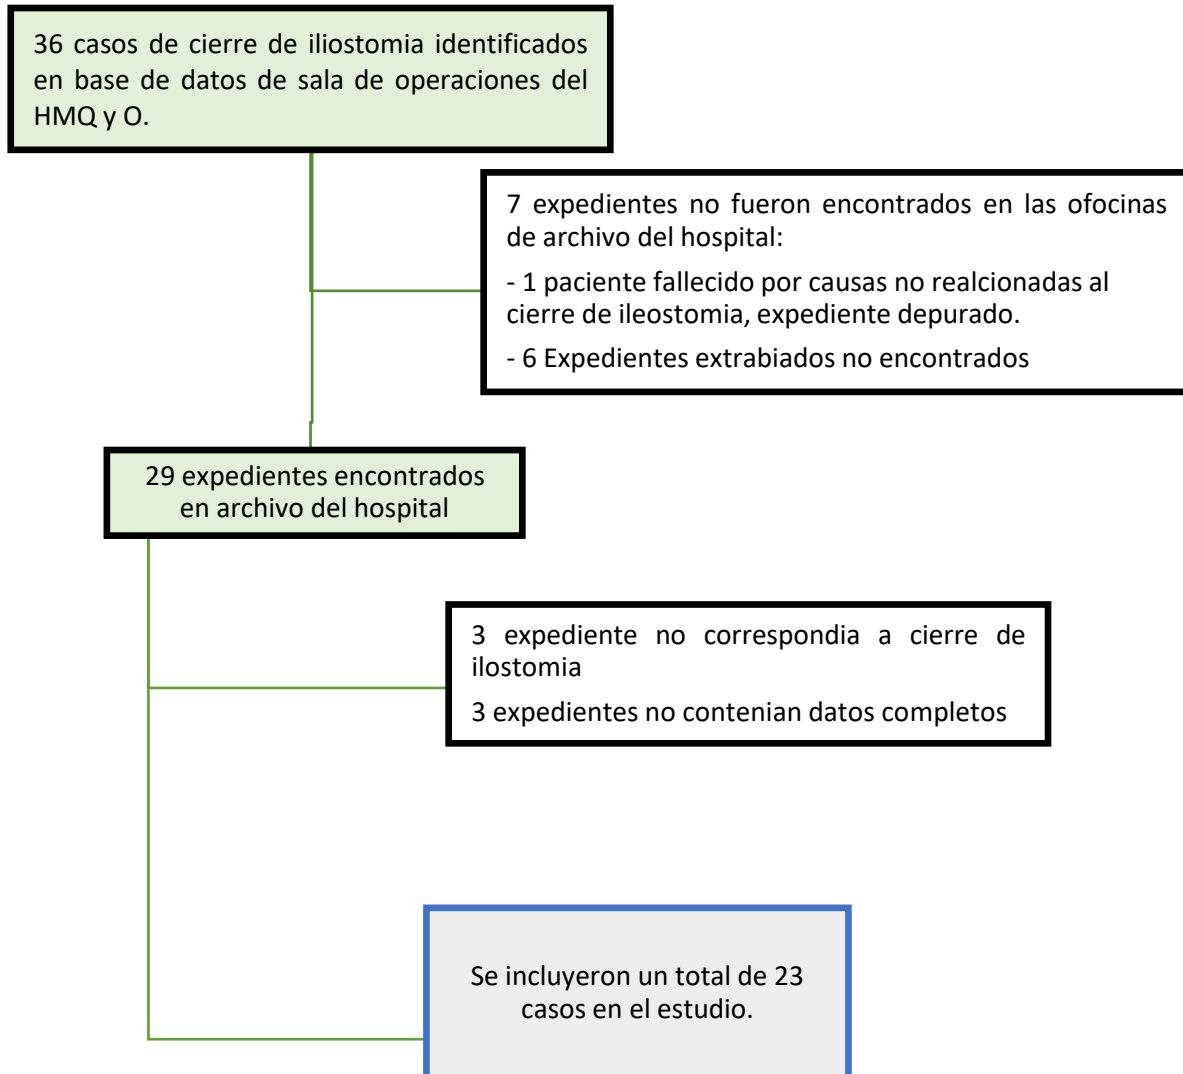 36 casos de cierre de iliostomia identificados
en base de datos de sala de operaciones del
HMQ y O.
7 expedientes no fueron encontrados en las ofocinas
de archivo del hospital:
- 1 paciente fallecido por causas no realcionadas al
cierre de ileostomia, expediente depurado.
- 6 Expedientes extrabiados no encontrados
29 expedientes encontrados
en archivo del hospital
3 expediente no correspondia a cierre de
ilostomia
3 expedientes no contenian datos completos
Se incluyeron un total de 23
casos en el estudio.